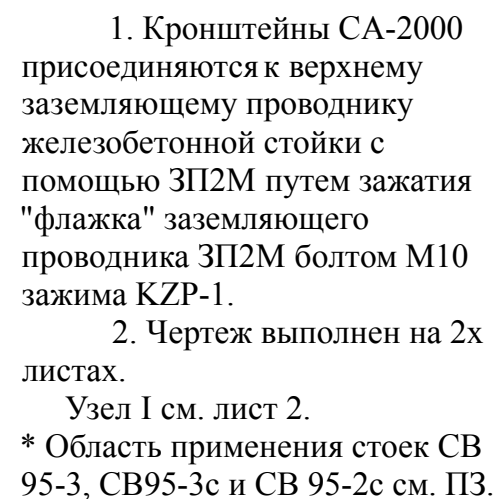 1. Кронштейны СА-2000
присоединяются к верхнему
заземляющему проводнику
железобетонной стойки с
помощью ЗП2М путем зажатия
"флажка" заземляющего
проводника ЗП2М болтом М10
зажима KZP-1.
2. Чертеж выполнен на 2х
листах.
Узел I см. лист 2.
* Область применения стоек СВ
95-3, СВ95-3с и СВ 95-2с см. ПЗ.